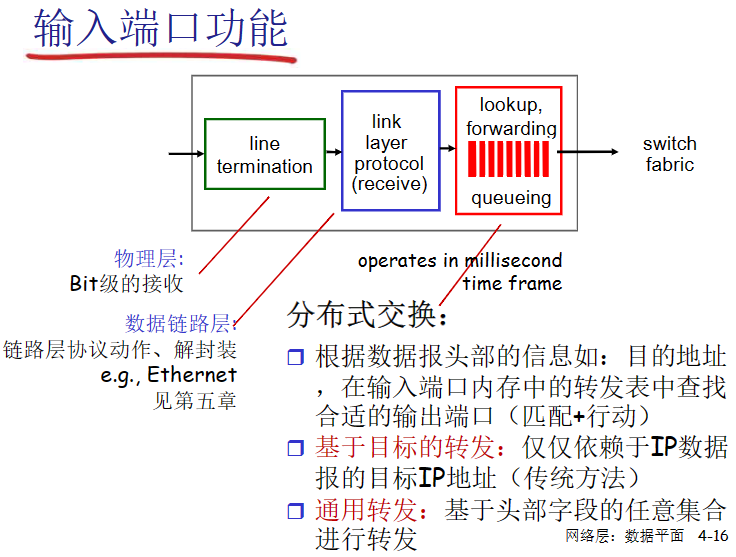 输入端口功能
line
termination
link
layer
protocol
(receive)
lookup,
forwarding
queueing
switch
fabric
物理层:
Bit级的接收
数据链路层:
链路层协议动作、解封装
e.g., Ethernet
见第五章
operates in millisecond
time frame
分布式交换：
根据数据报头部的信息如：目的地址
，在输入端口内存中的转发表中查找
合适的输出端口（匹配+行动）
基于目标的转发：仅仅依赖于IP数据
报的目标IP地址（传统方法）
通用转发：基于头部字段的任意集合
进行转发
网络层：数据平面 4-16